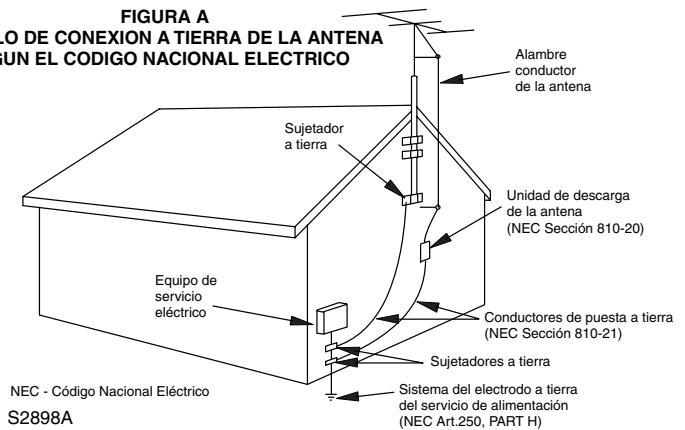 FIGURA A
LO DE CONEXION A TIERRA DE LA ANTENA
GUN EL CODIGO NACIONAL ELECTRICO
Alambre
conductor
de la antena
Sujetador
a tierra
Unidad de descarga
de la antena
(NEC Sección 810-20)
Equipo de
servicio
eléctrico
Conductores de puesta a tierra
(NEC Sección 810-21)
Sujetadores a tierra
Sistema del electrodo a tierra
del servicio de alimentación
(NEC Art.250, PART H)
NEC - Código Nacional Eléctrico
S2898A